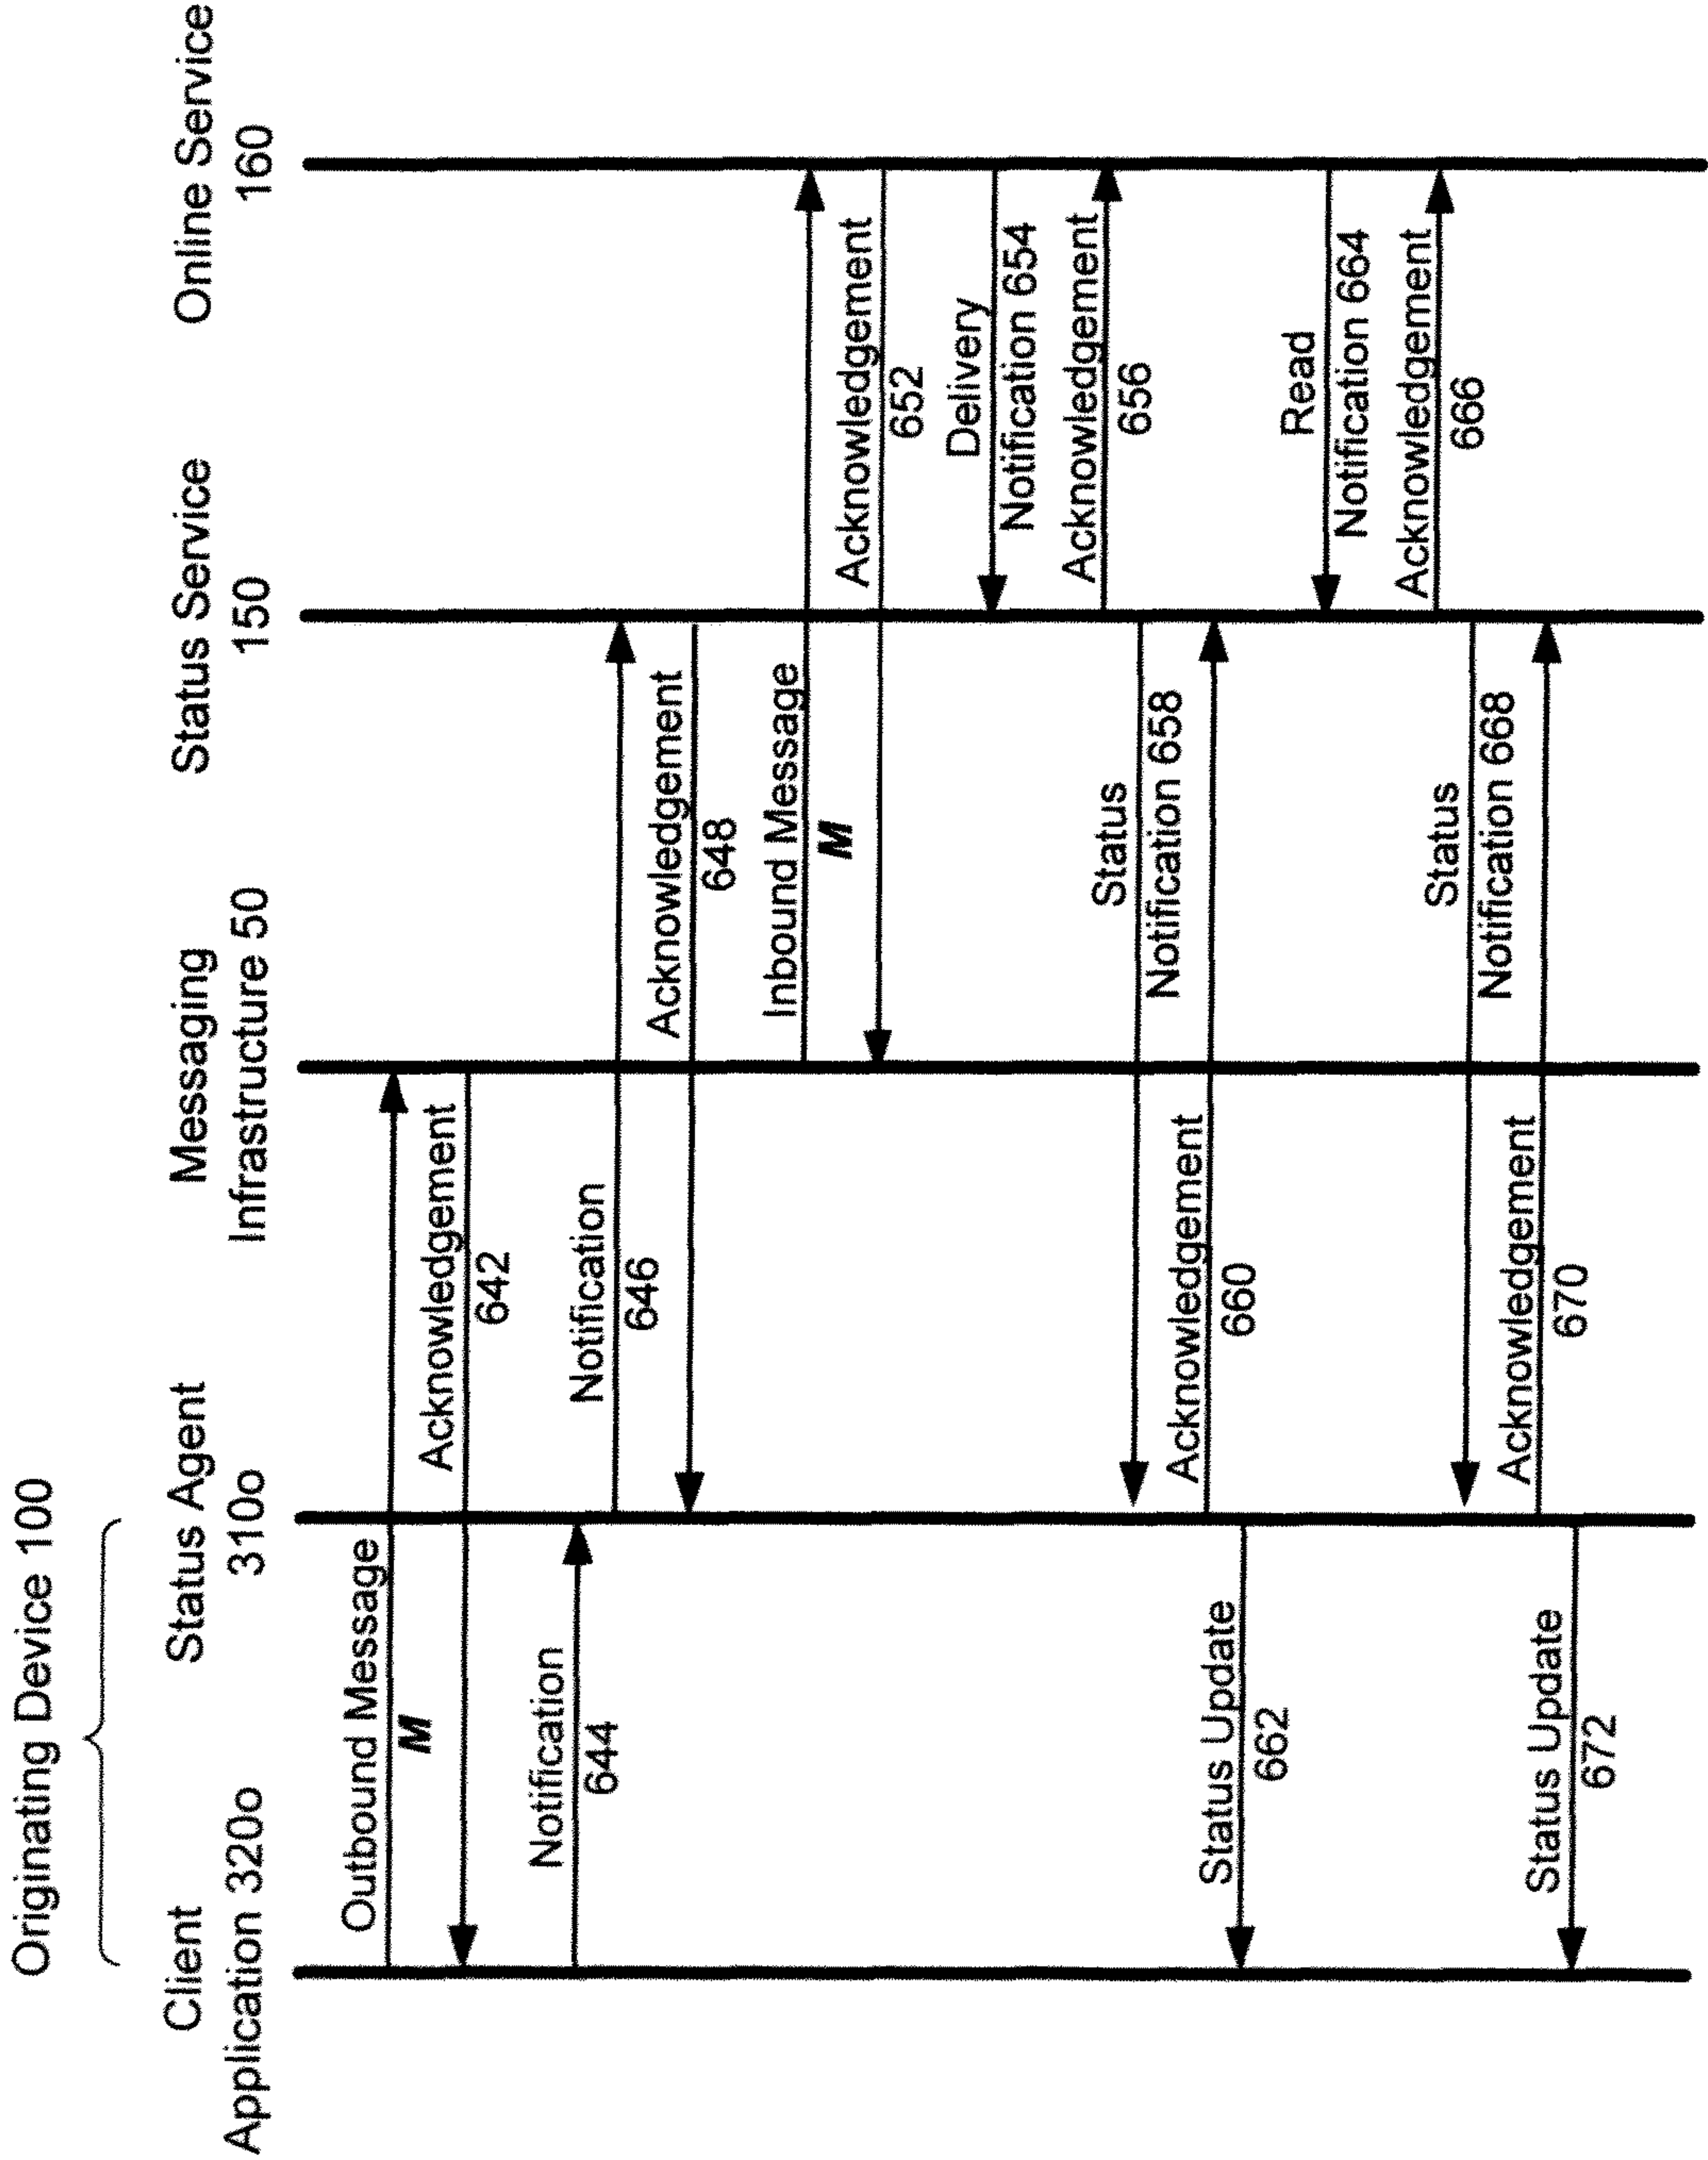 Originating Device 100
Client
Application 320o
Status Agent
310o
Messaging
Infrastructure 50
Status Service
150
Online Service
160
Outbound Message
M
Acknowledgement
642
Notification
644
Notification
646
Acknowledgement
648
Inbound Message
M
Acknowledgement
652
Delivery
Notification 654
Acknowledgement
656
Status
Notification 658
Acknowledgement
660
Status Update
662
Read
Notification 664
Acknowledgement
666
Status
Notification 668
Acknowledgement
670
Status Update
672